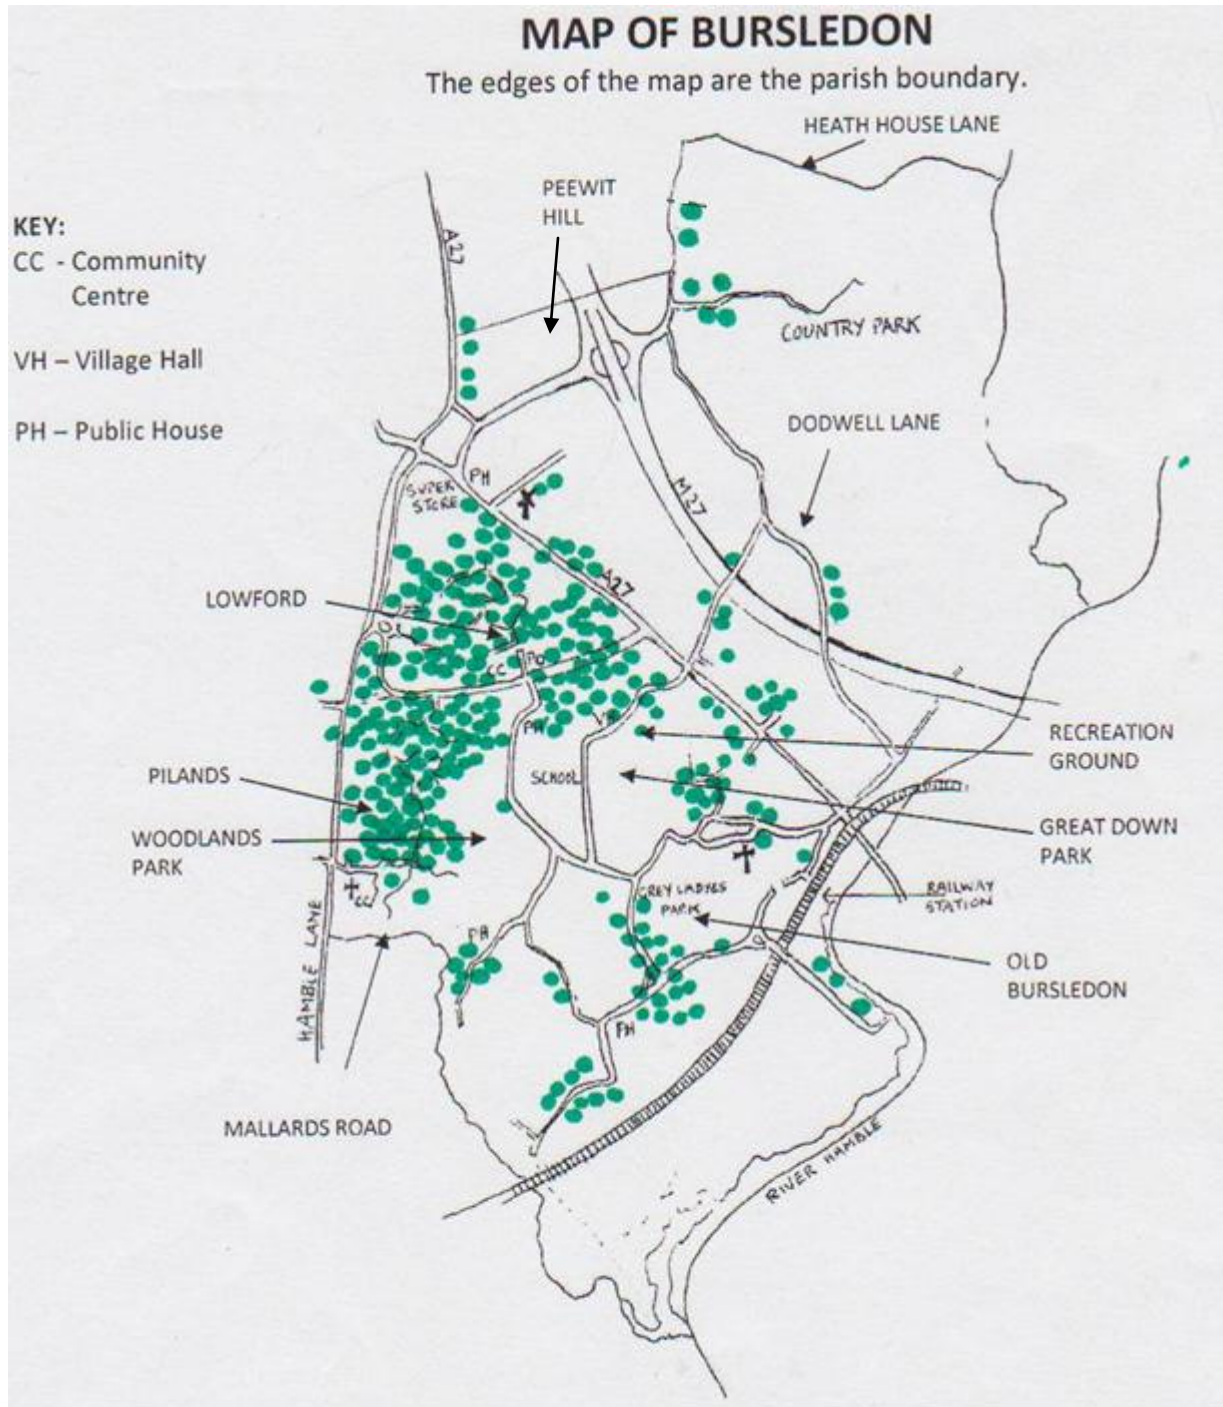 MAP OF BURSLEDON
The edges of the map are the parish boundary.
HEATH HOUSE LANE
PEEWIT
HILL
KEY:
CC - Community
Centre
VH – Village Hall
PH – Public House
A27
COUNTRY PARK
DODWELL LANE
PH
SUPER
STORE
M27
A27
LOWFORD
CC
PO
PH
VH
RECREATION
GROUND
SCHOOL
PILANDS
WOODLANDS
PARK
GREAT DOWN
PARK
CC
GREY LADYES
PARK
RAILWAY
STATION
HAMBLE LANE
PH
OLD
BURSLEDON
PH
MALLARDS ROAD
RIVER HAMBLE